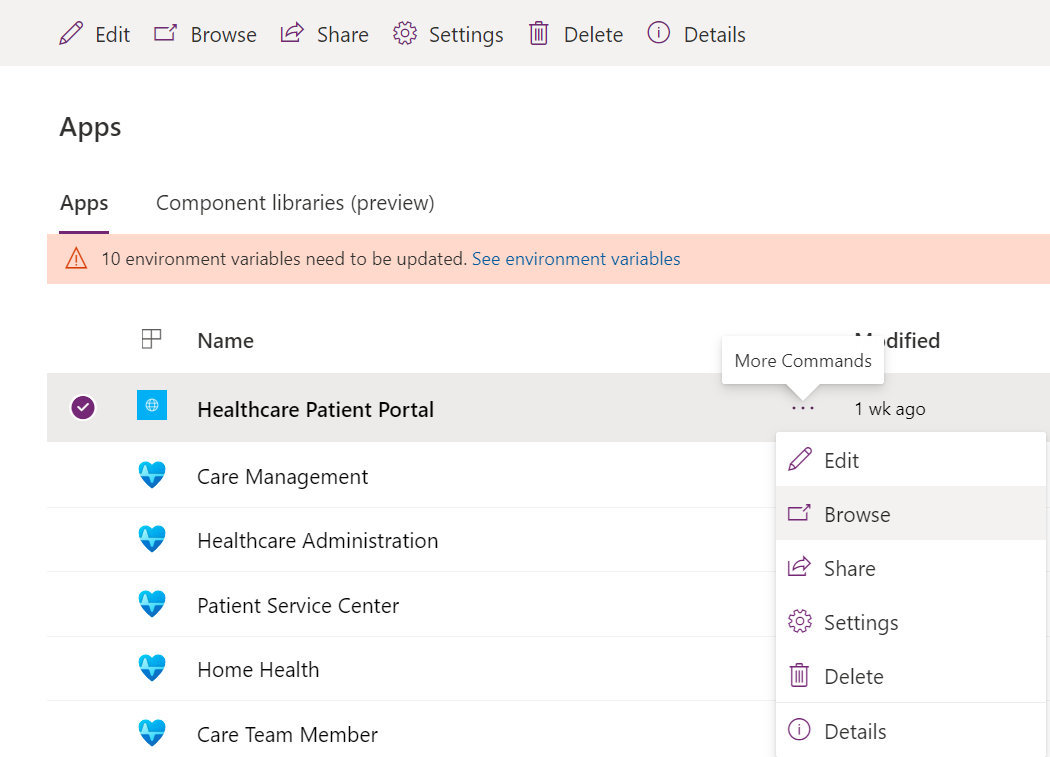 Edit Browse Share Settings Delete Details
Apps
Apps Component libraries (preview)
10 environment variables need to be updated. See environment variables
Name
More Commands
Healthcare Patient Portal ... 1 wk ago
Care Management
Edit
Browse
Healthcare Administration
Share
Patient Service Center
Settings
Home Health
Delete
Care Team Member
Details